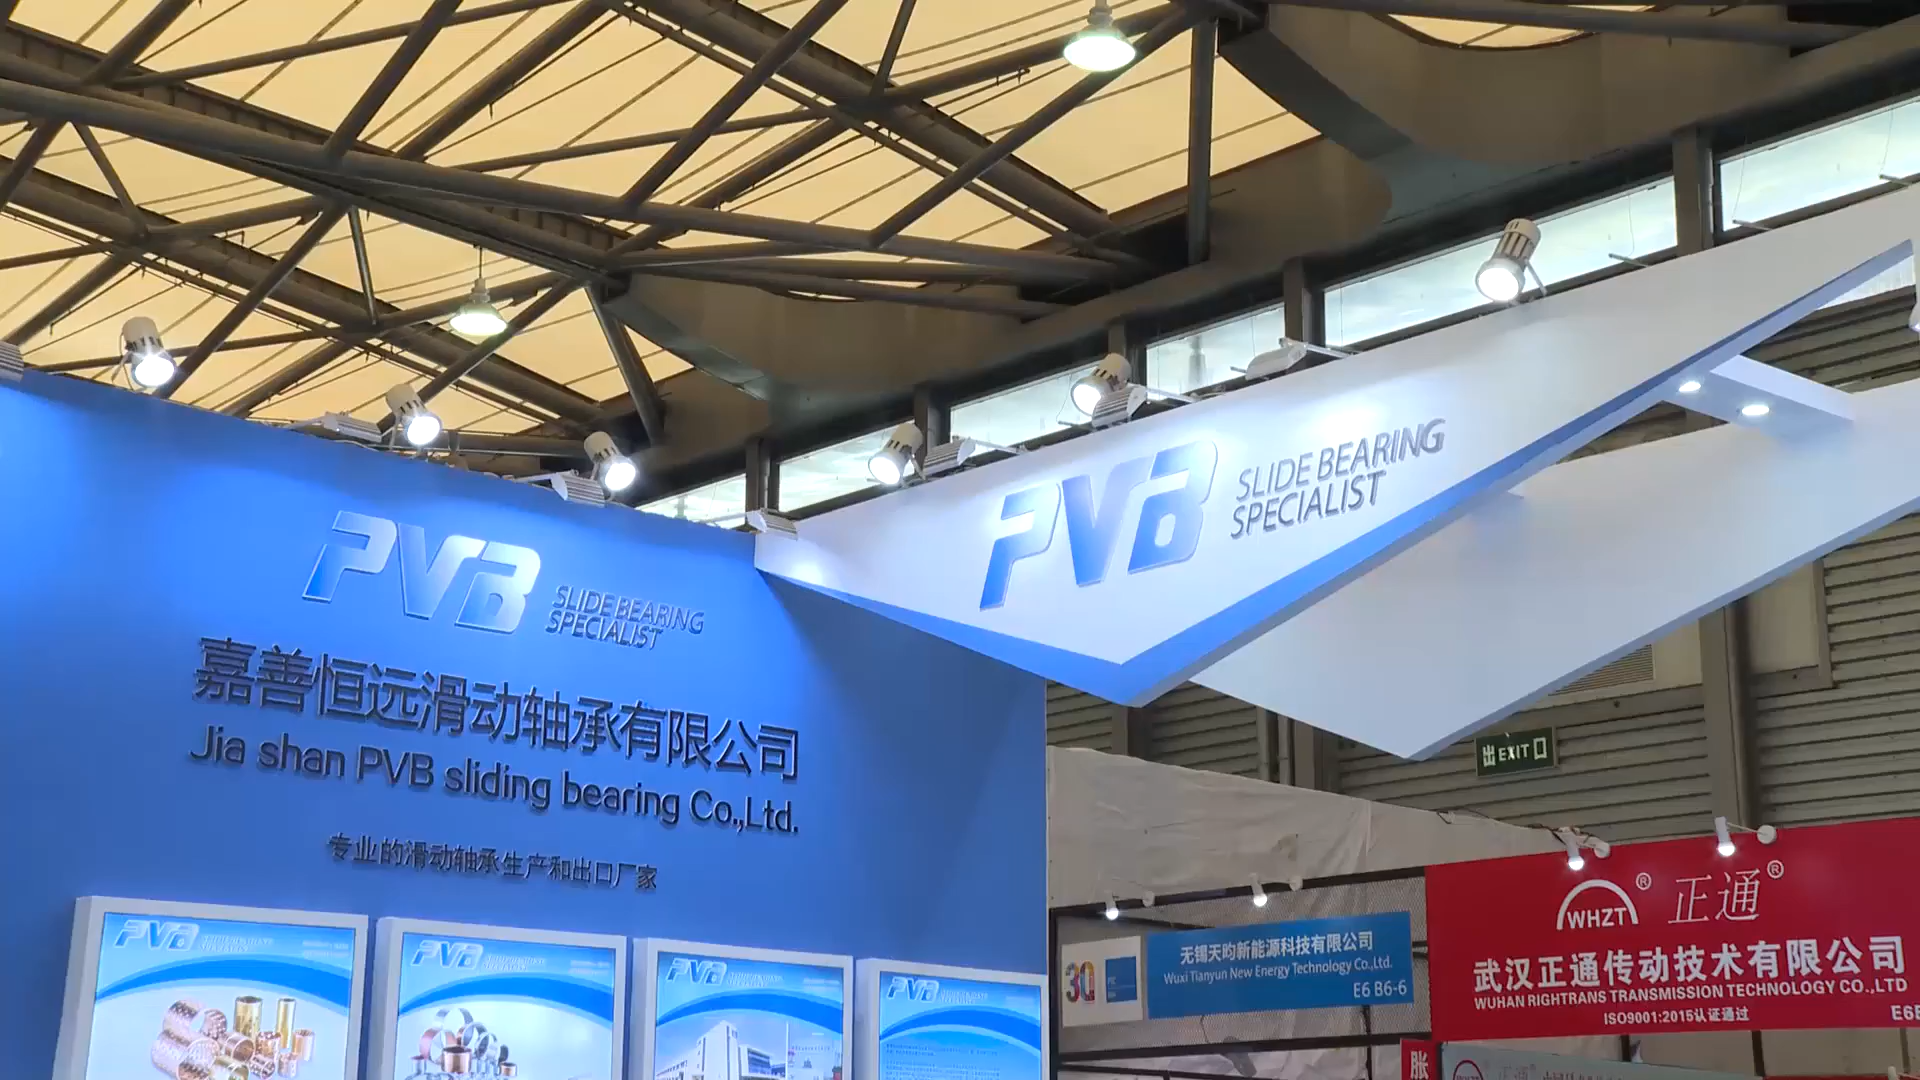 PVB SLIDE BEARING
SPECIALIST
嘉善恒远滑动轴承有限公司
Jia shan PVB sliding bearing Co.,Ltd.
专业的滑动轴承生产和出口厂家
PVB SLIDE BEARING
SPECIALIST
PVB
PVB
PVB
PVB
出 EXIT 口
30
无锡天昀新能源科技有限公司
Wuxi Tianyun New Energy Technology Co.,Ltd.
E6 B6-6
WHZT® 正通®
武汉正通传动技术有限公司
WUHAN RIGHTRANS TRANSMISSION TECHNOLOGY CO.,LTD
ISO9001:2015认证通过
胀
正通